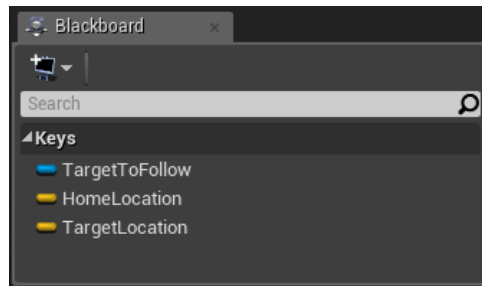 Blackboard
Search
Keys
TargetToFollow
HomeLocation
TargetLocation